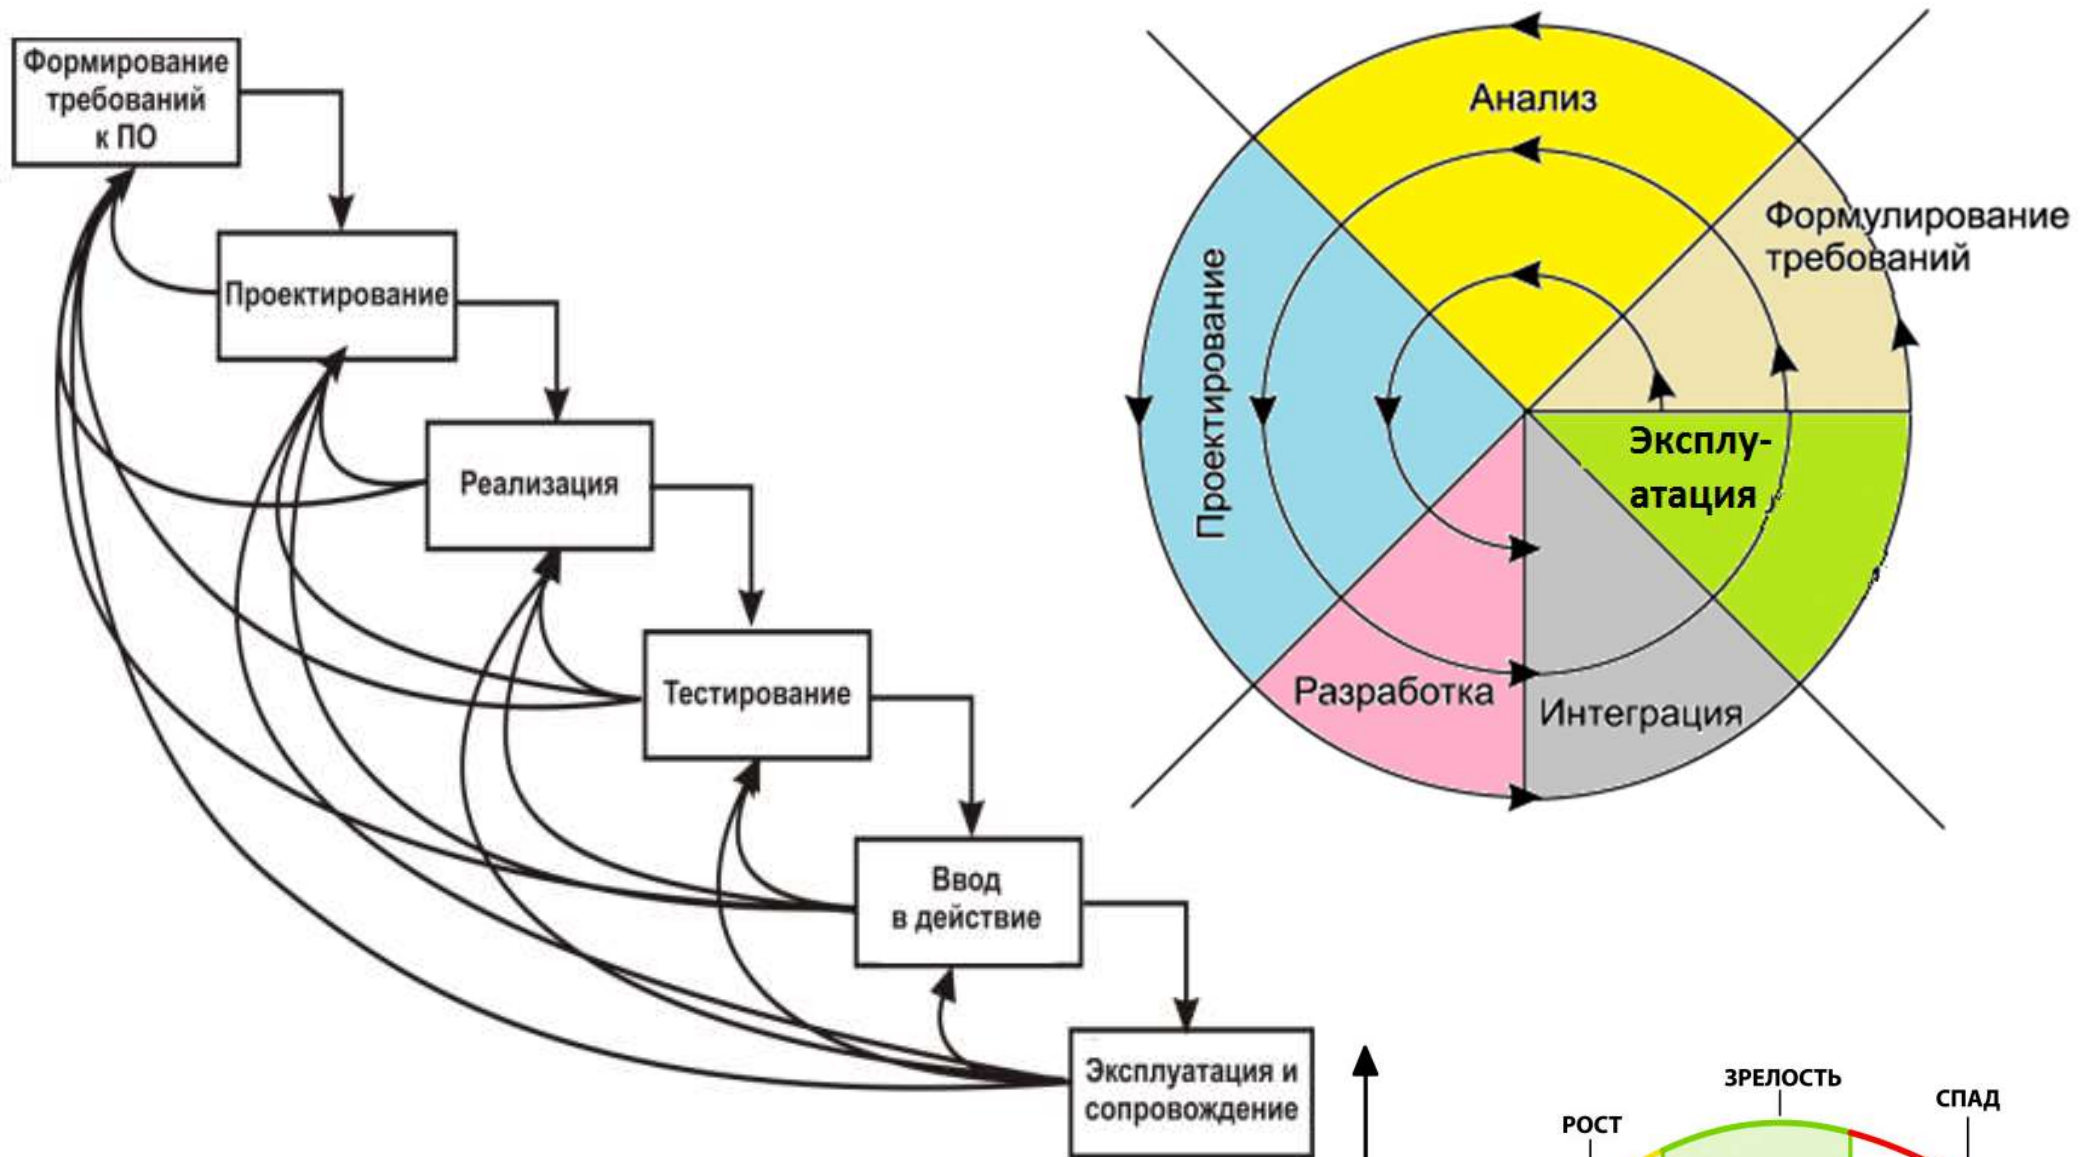 Формирование
требований
к ПО
Проектирование
Реализация
Тестирование
Ввод
в действие
Эксплуатация и
сопровождение
Анализ
Формулирование
требований
Проектирование
Эксплу-
атация
Разработка
Интеграция
ЗРЕЛОСТЬ
СПАД
РОСТ